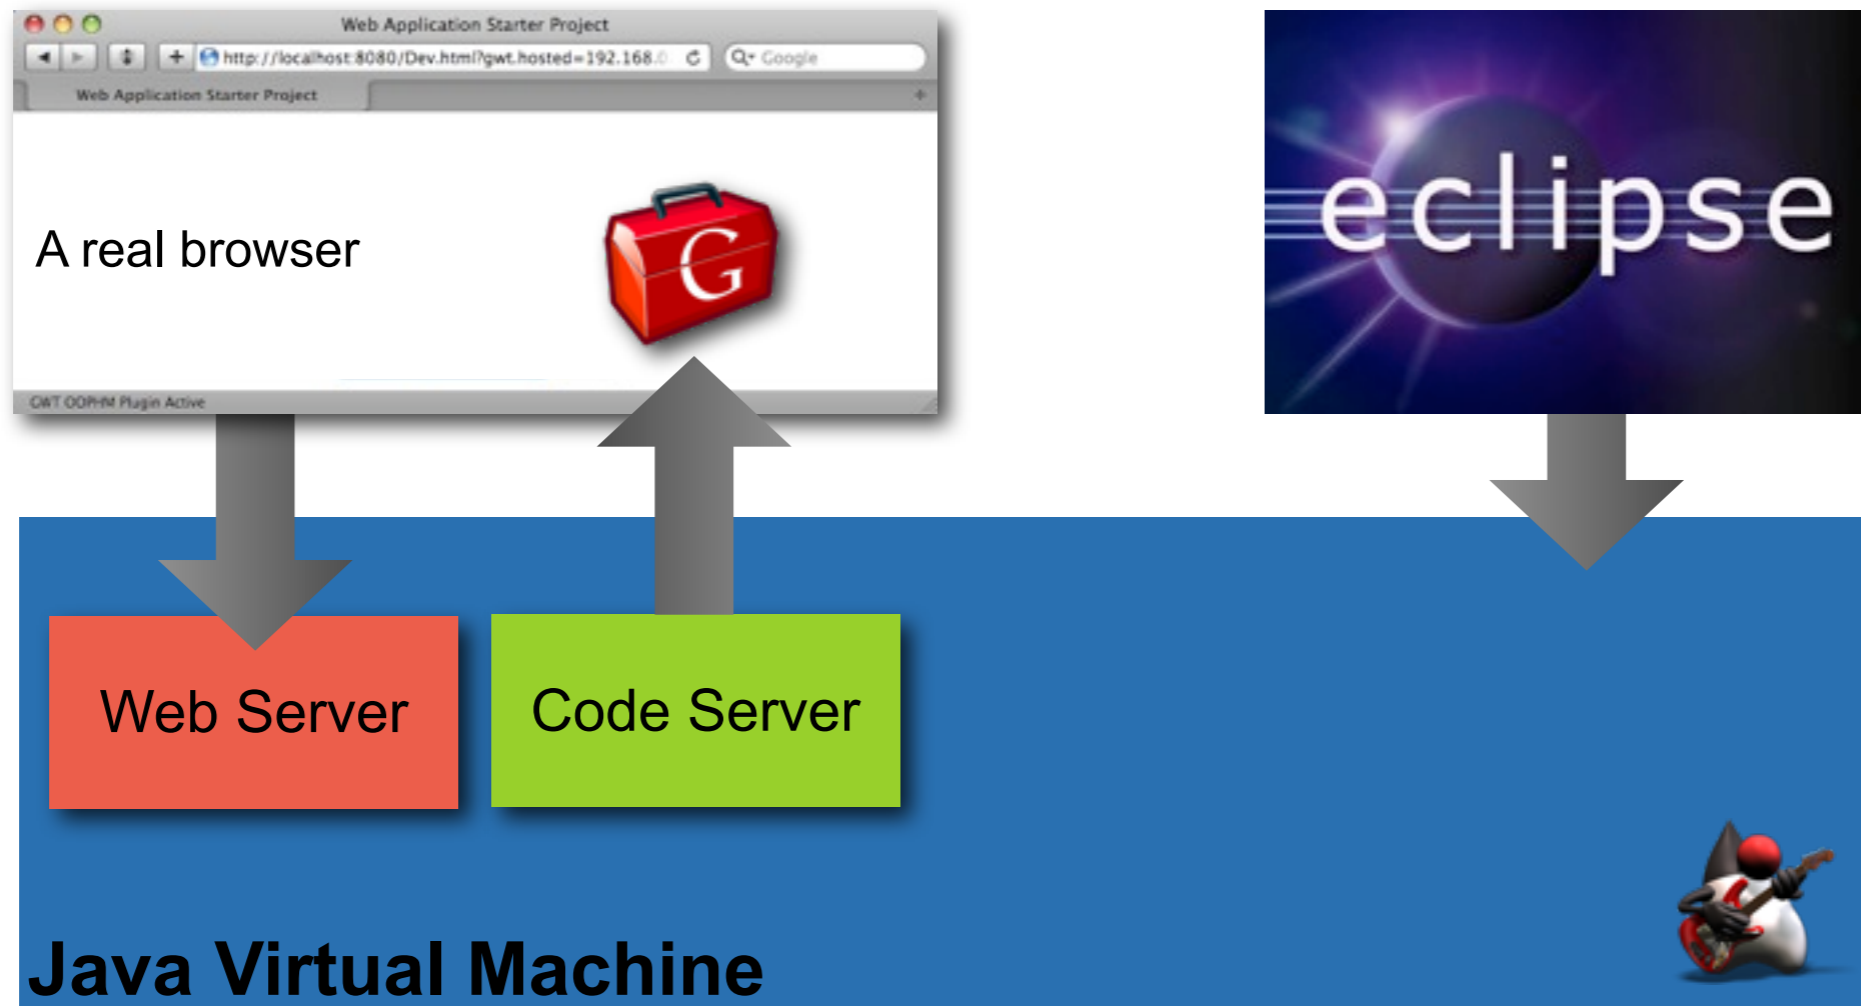 Web Application Starter Project
http://localhost:8080/Dev.html?gwt.hosted=192.168.0
Google
Web Application Starter Project
A real browser
G
GWT OOPHM Plugin Active
eclipse
Web Server
Code Server
Java Virtual Machine